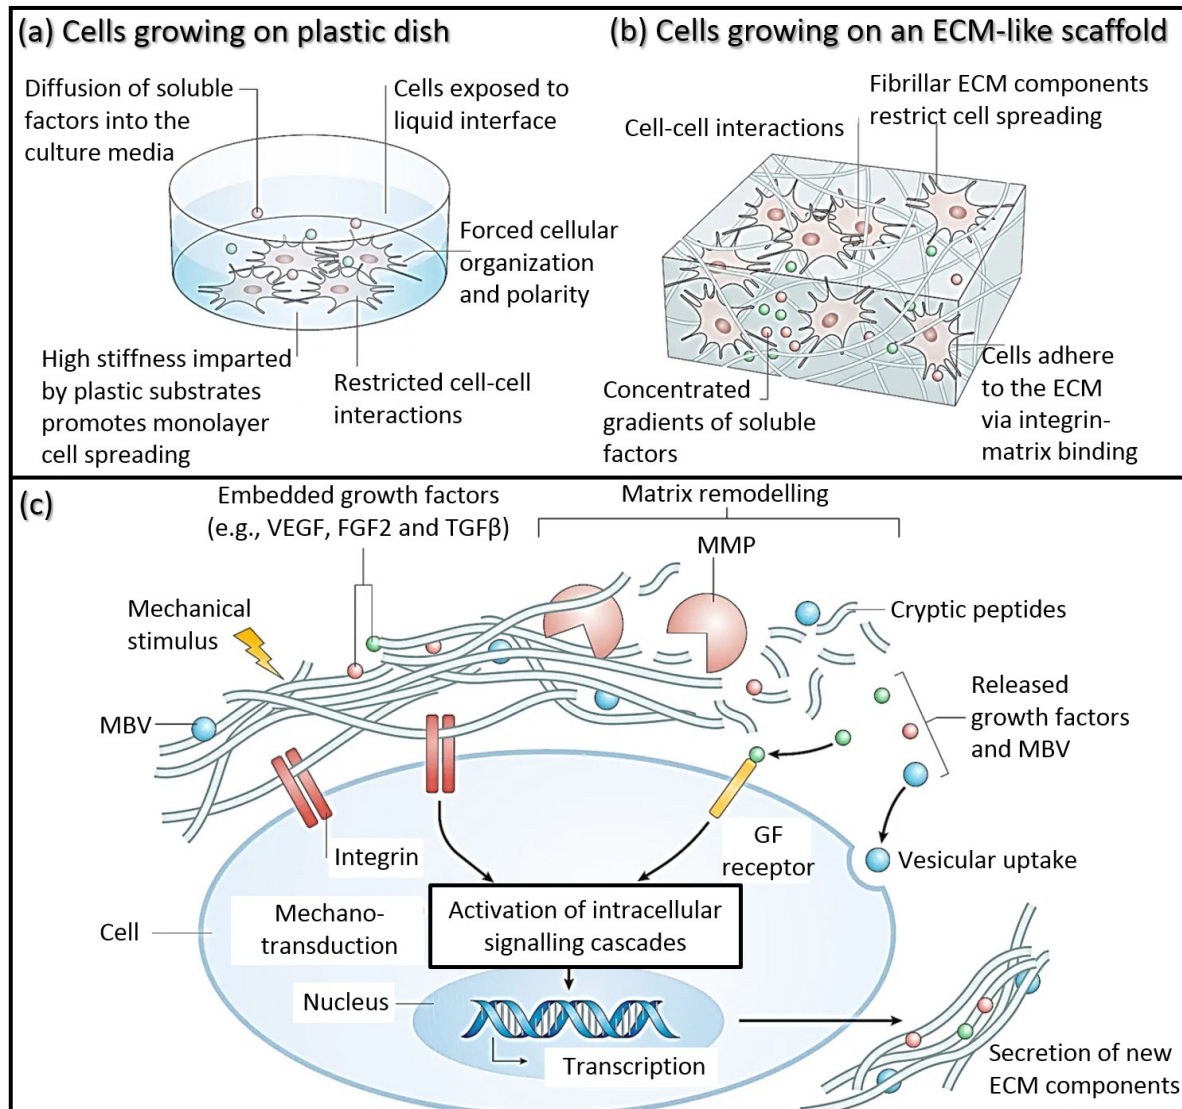 (a) Cells growing on plastic dish
Diffusion of soluble
factors into the
culture media
Cells exposed to
liquid interface
Forced cellular
organization
and polarity
High stiffness imparted
by plastic substrates
promotes monolayer
cell spreading
Restricted cell-cell
interactions
(b) Cells growing on an ECM-like scaffold
Fibrillar ECM components
restrict cell spreading
Cell-cell interactions
Concentrated
gradients of soluble
factors
Cells adhere
to the ECM
via integrin-
matrix binding
(c)
Embedded growth factors
(e.g., VEGF, FGF2 and TGFβ)
Matrix remodelling
MMP
Mechanical
stimulus
Cryptic peptides
MBV
Released
growth factors
and MBV
Integrin
GF
receptor
Vesicular uptake
Cell
Mechano-
transduction
Activation of intracellular
signalling cascades
Nucleus
Transcription
Secretion of new
ECM components